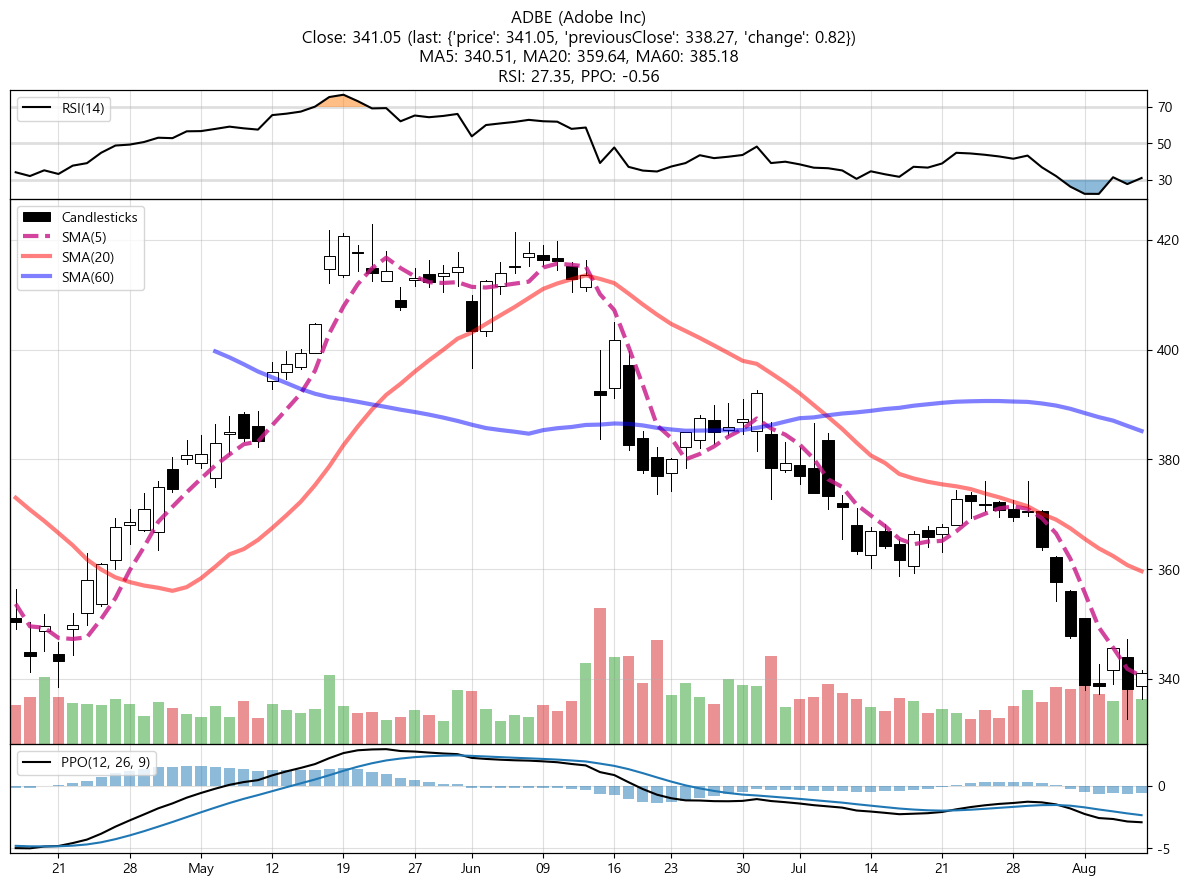 ADBE (Adobe Inc)
Close: 341.05 (last: {'price': 341.05, 'previousClose': 338.27, 'change': 0.82})
MA5: 340.51, MA20: 359.64, MA60: 385.18
RSI: 27.35, PPO: -0.56
RSI(14)
70
50
30
Candlesticks
SMA(5)
SMA(20)
SMA(60)
420
400
380
360
340
PPO(12, 26, 9)
0
-5
21 28 May 12 19 27 Jun 09 16 23 30 Jul 14 21 28 Aug